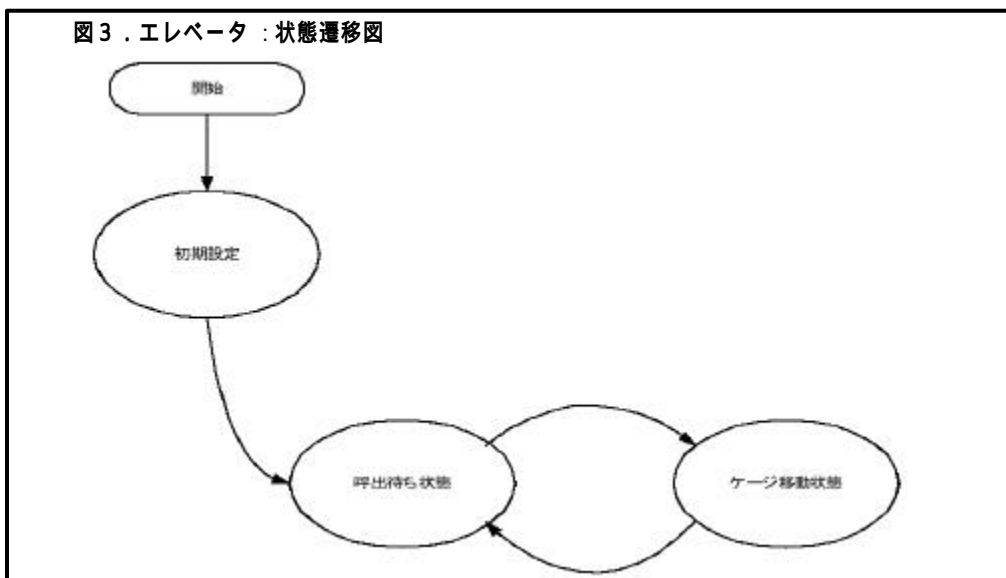 図３．エレベータ：状態遷移図
開始
初期設定
呼出待ち状態
ケージ移動状態